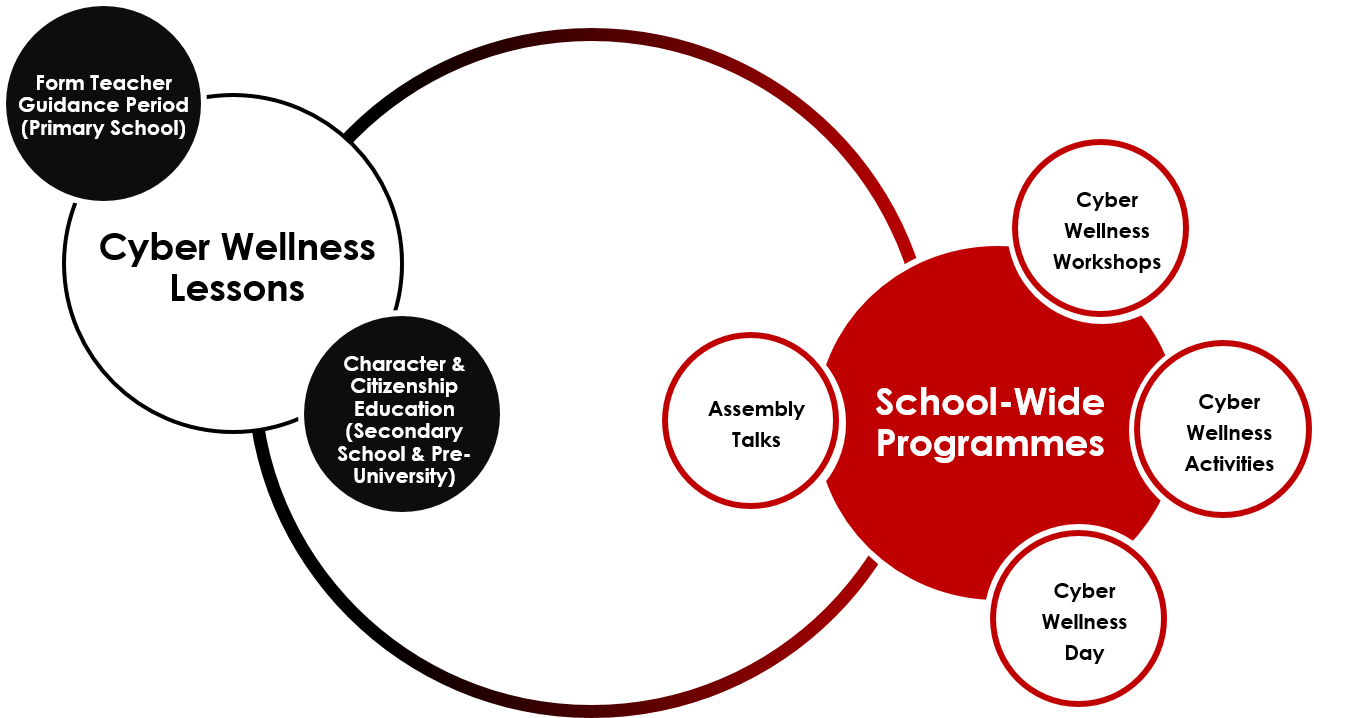 Form Teacher
Guidance Period
(Primary School)
Cyber Wellness
Lessons
Character &
Citizenship
Education
(Secondary
School & Pre-
University)
Assembly
Talks
School-Wide
Programmes
Cyber
Wellness
Workshops
Cyber
Wellness
Activities
Cyber
Wellness
Day